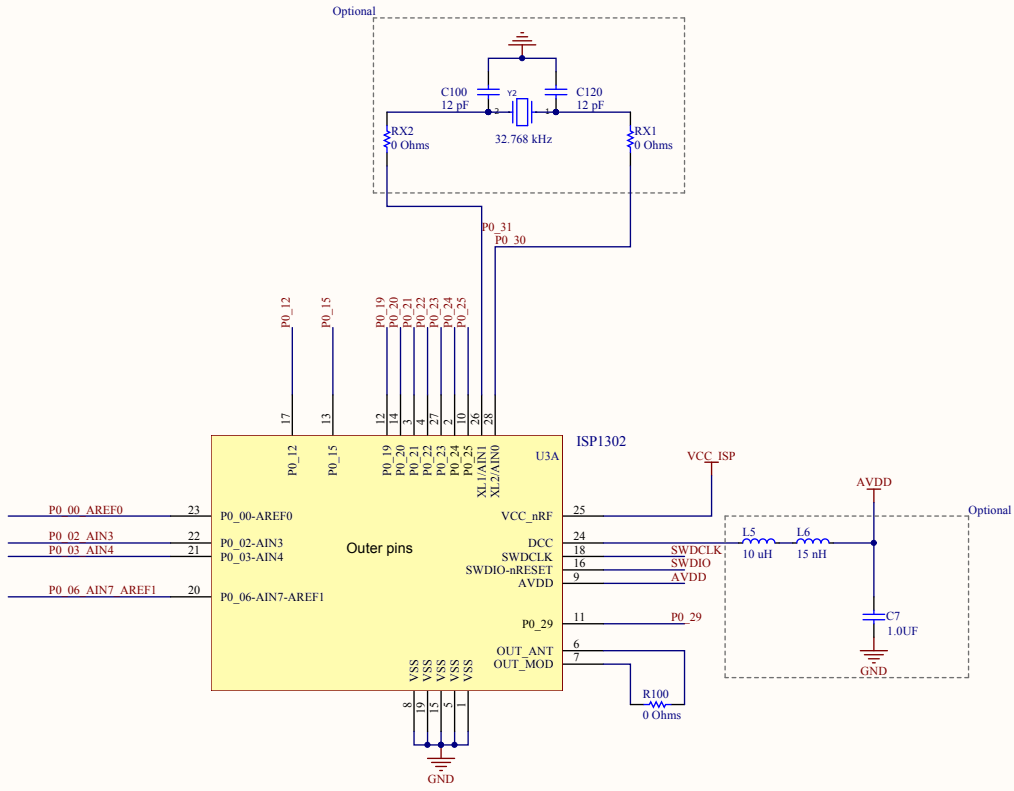 Optional
C100
12 pF
Y2
C120
12 pF
2
1
32.768 kHz
RX2
0 Ohms
RX1
0 Ohms
P0_31
P0_30
P0_12
P0_15
P0_19
P0_20
P0_21
P0_22
P0_23
P0_24
P0_25
17
13
12
14
3
4
27
2
10
26
28
ISP1302
U3A
P0_12
P0_15
P0_19
P0_20
P0_21
P0_22
P0_23
P0_24
P0_25
XL1/AIN1
XL2/AIN0
P0_00_AREF0
23
P0_00-AREF0
P0_02_AIN3
22
P0_02-AIN3
P0_03_AIN4
21
P0_03-AIN4
P0_06_AIN7_AREF1
20
P0_06-AIN7-AREF1
Outer pins
VCC_nRF
25
VCC_ISP
DCC
24
SWDCLK
18
SWDCLK
SWDIO-nRESET
16
SWDIO
AVDD
9
AVDD
P0_29
11
P0_29
OUT_ANT
6
OUT_MOD
7
R100
0 Ohms
AVDD
Optional
L5
10 uH
L6
15 nH
C7
1.0UF
GND
VSS
VSS
VSS
VSS
VSS
8
19
15
5
1
GND